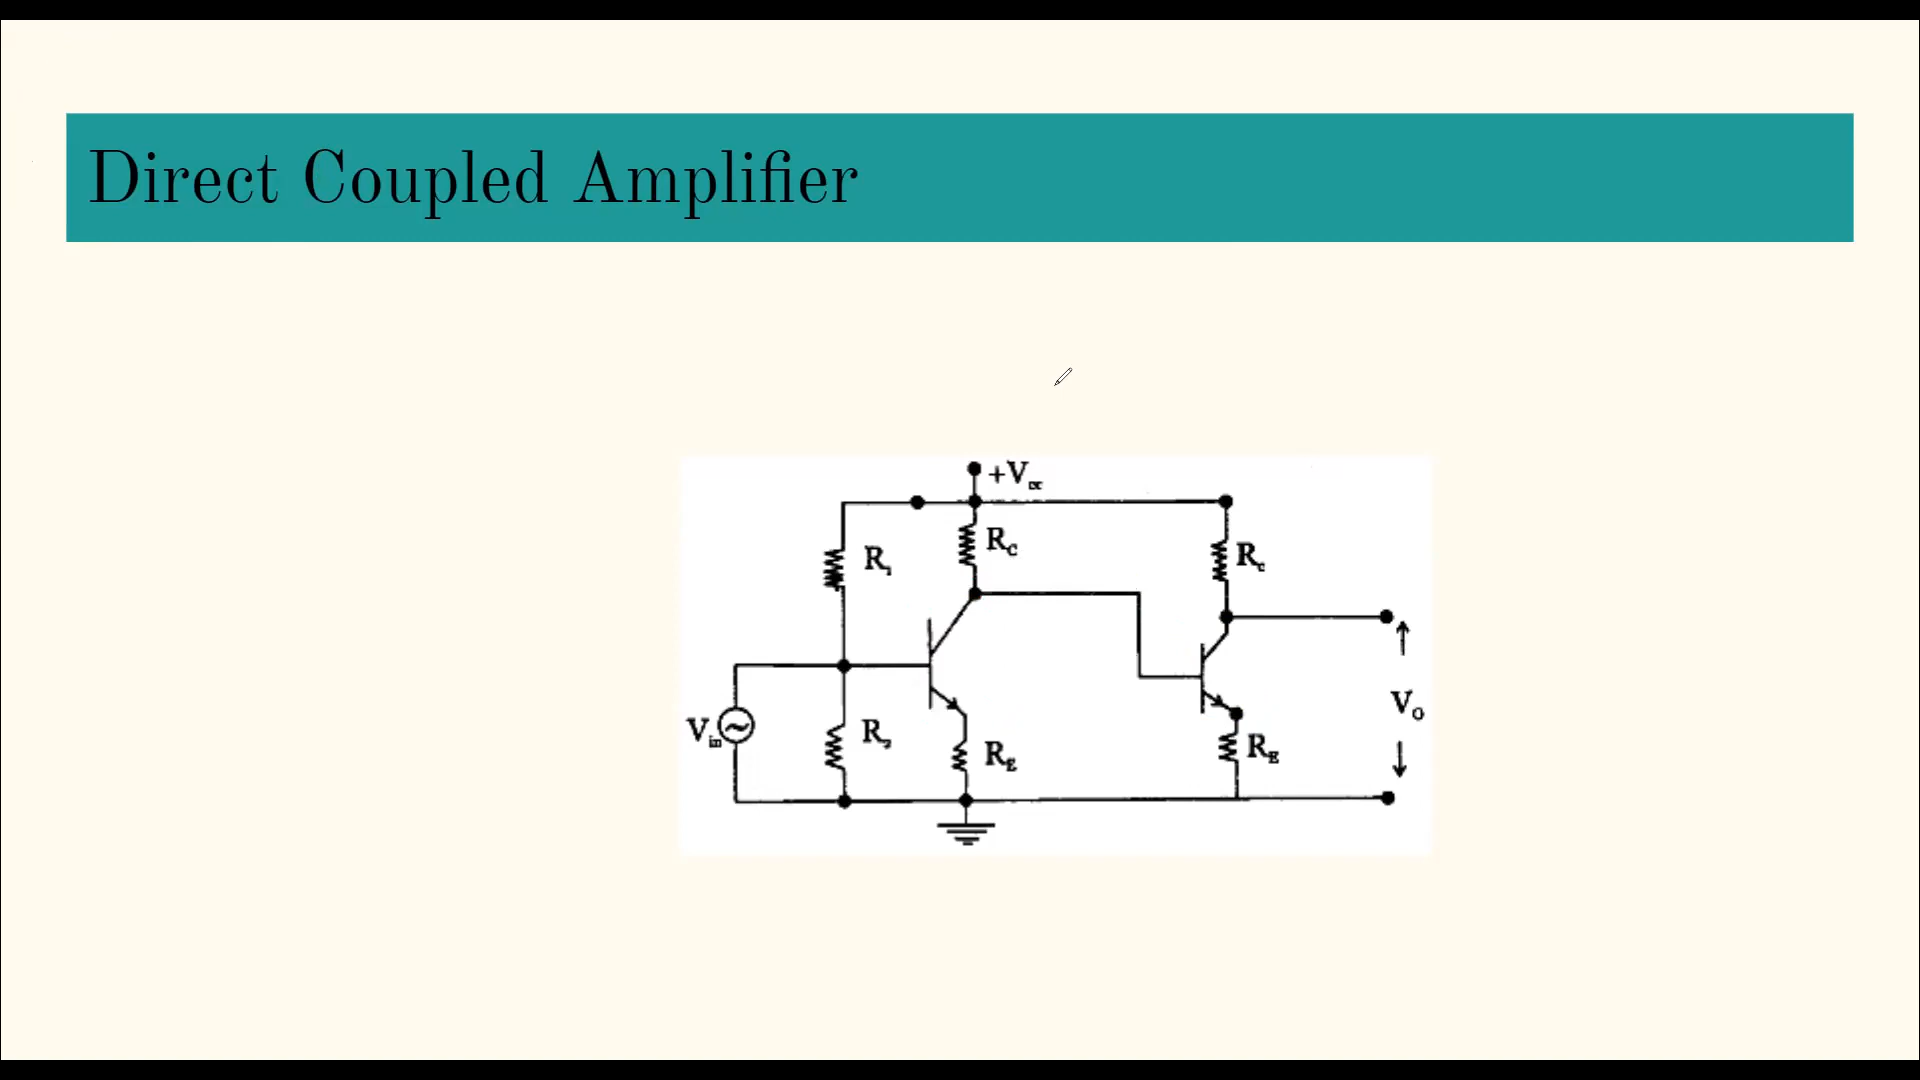 Direct Coupled Amplifier
+Vcc
RC
Rc
R1
Vin
R2
RE
RE
VO